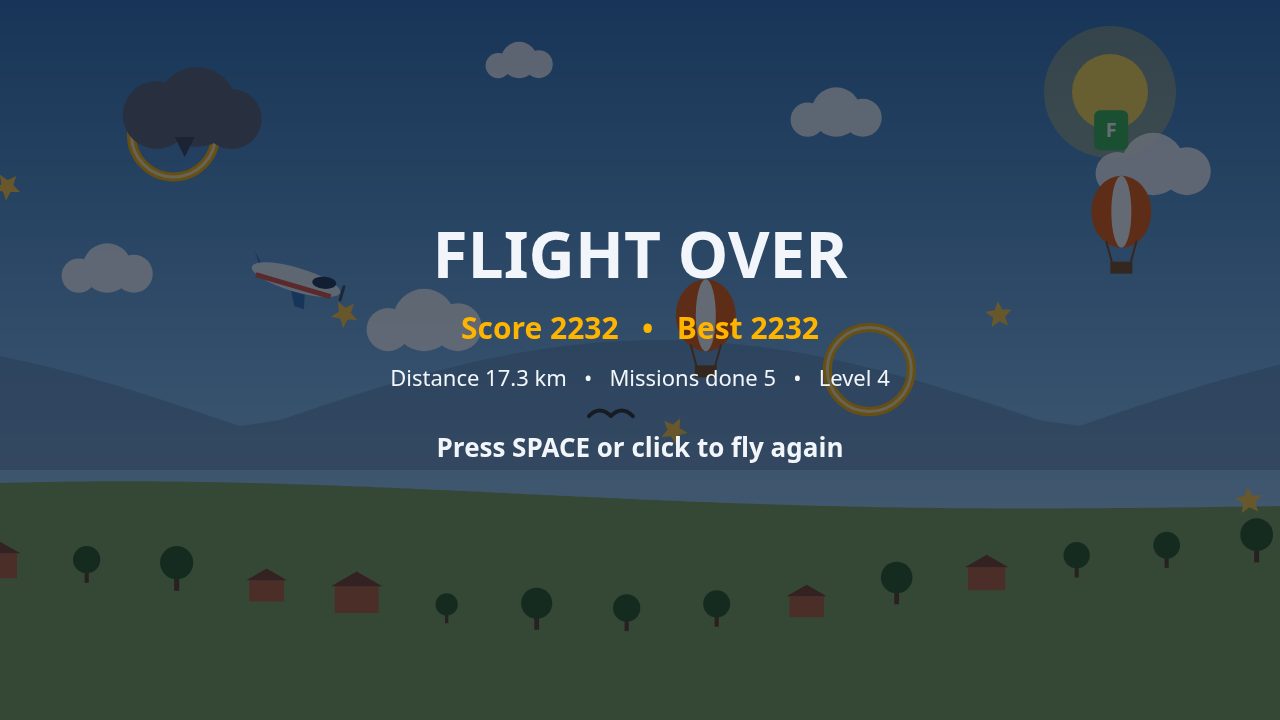 F
FLIGHT OVER
Score 2232 • Best 2232
Distance 17.3 km • Missions done 5 • Level 4
Press SPACE or click to fly again